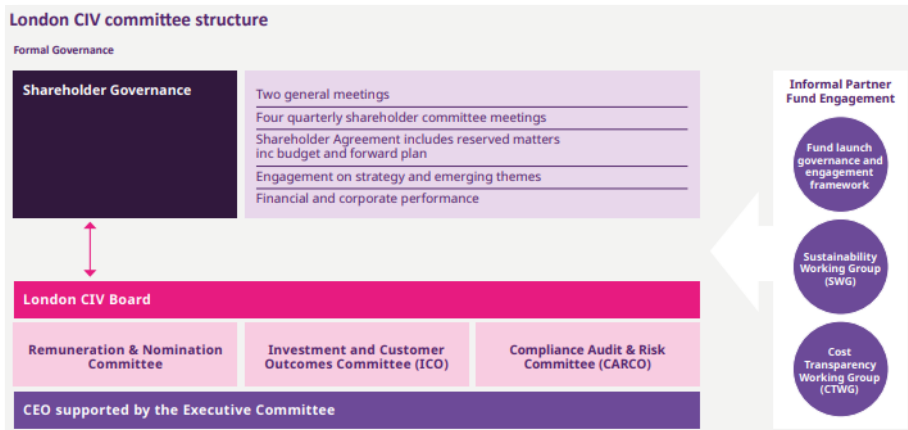 London CIV committee structure
Formal Governance
Shareholder Governance
Two general meetings
Four quarterly shareholder committee meetings
Shareholder Agreement includes reserved matters
inc budget and forward plan
Engagement on strategy and emerging themes
Financial and corporate performance
London CIV Board
Remuneration & Nomination
Committee
Investment and Customer
Outcomes Committee (ICO)
Compliance Audit & Risk
Committee (CARCO)
CEO supported by the Executive Committee
Informal Partner
Fund Engagement
Fund launch
governance and
engagement
framework
Sustainability
Working Group
(SWG)
Cost
Transparency
Working Group
(CTWG)